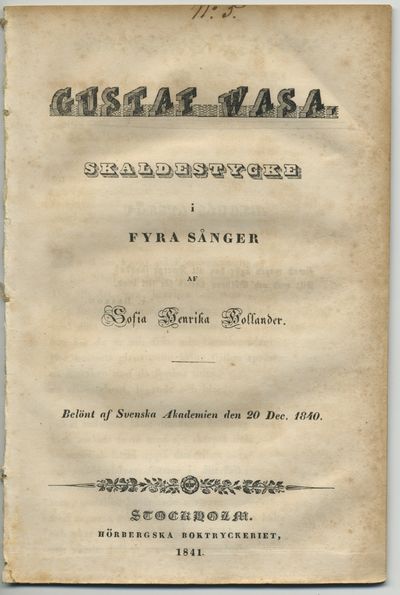 N:o 5.
GUSTAF WASA.
SKALDESTYCKE
i
FYRA SÅNGER
AF
Sofia Henrika Hollander.
Belönt af Svenska Akademien den 20 Dec. 1840.
STOCKHOLM.
HÖRBERGSKA BOKTRYCKERIET,
1841.